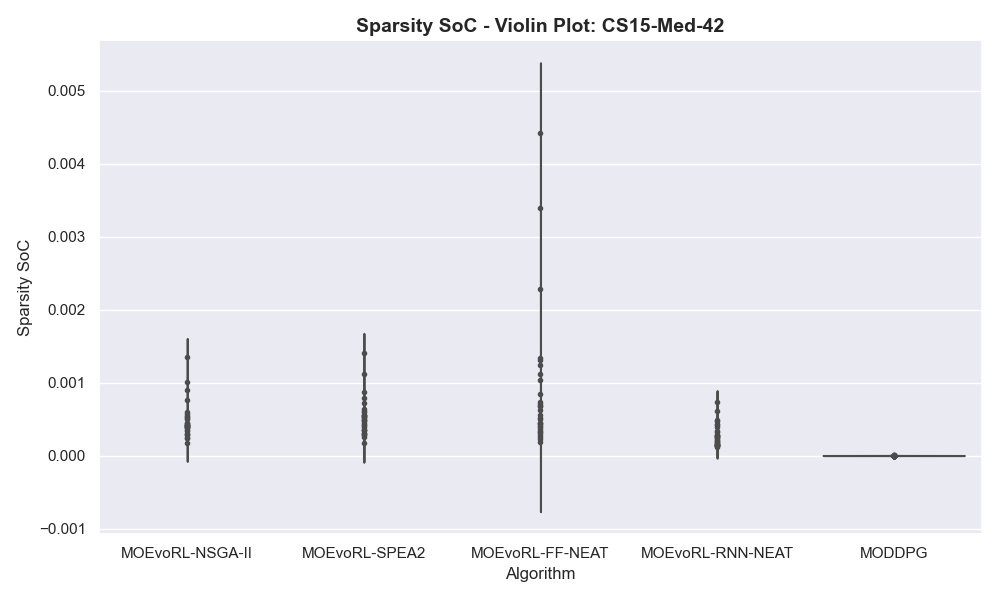 Sparsity SoC - Violin Plot: CS15-Med-42
Sparsity SoC
0.005
0.004
0.003
0.002
0.001
0.000
−0.001
MOEvoRL-NSGA-II
MOEvoRL-SPEA2
MOEvoRL-FF-NEAT
MOEvoRL-RNN-NEAT
MODDPG
Algorithm